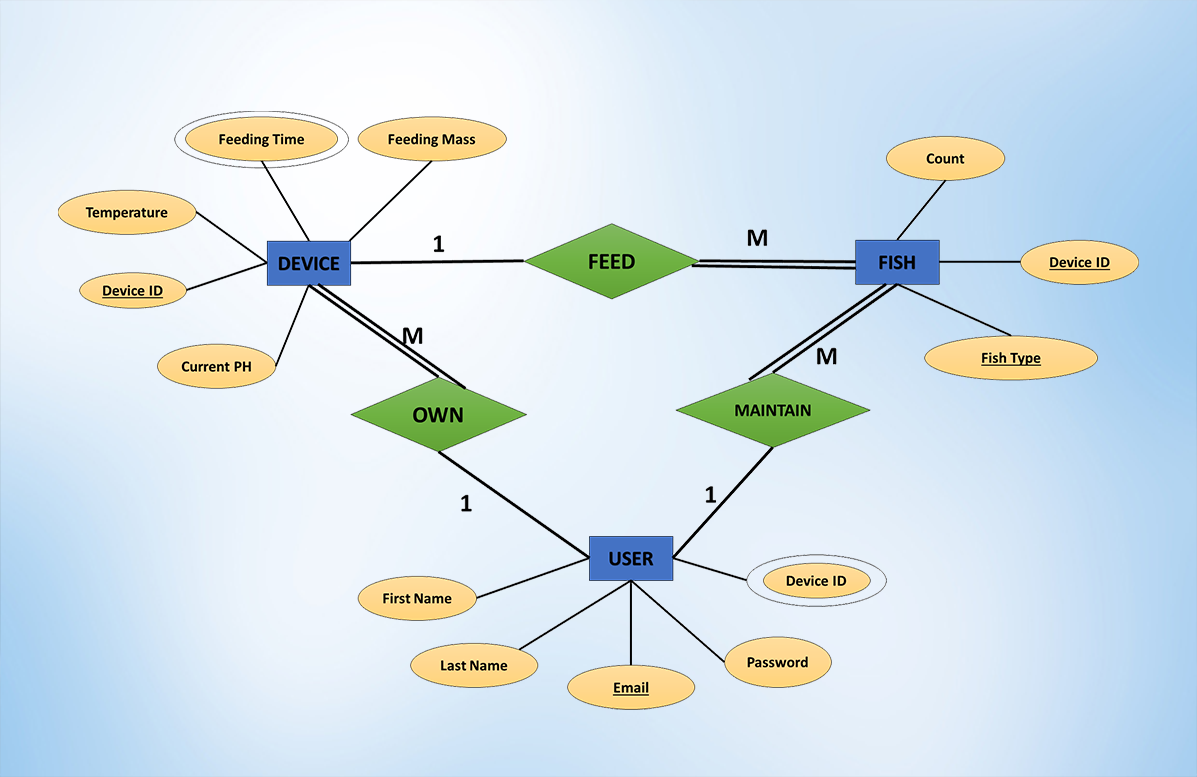 Feeding Time
Feeding Mass
Count
Temperature
1
M
DEVICE
FEED
FISH
Device ID
Device ID
M
M
Fish Type
Current PH
OWN
MAINTAIN
1
1
USER
Device ID
First Name
Last Name
Password
Email